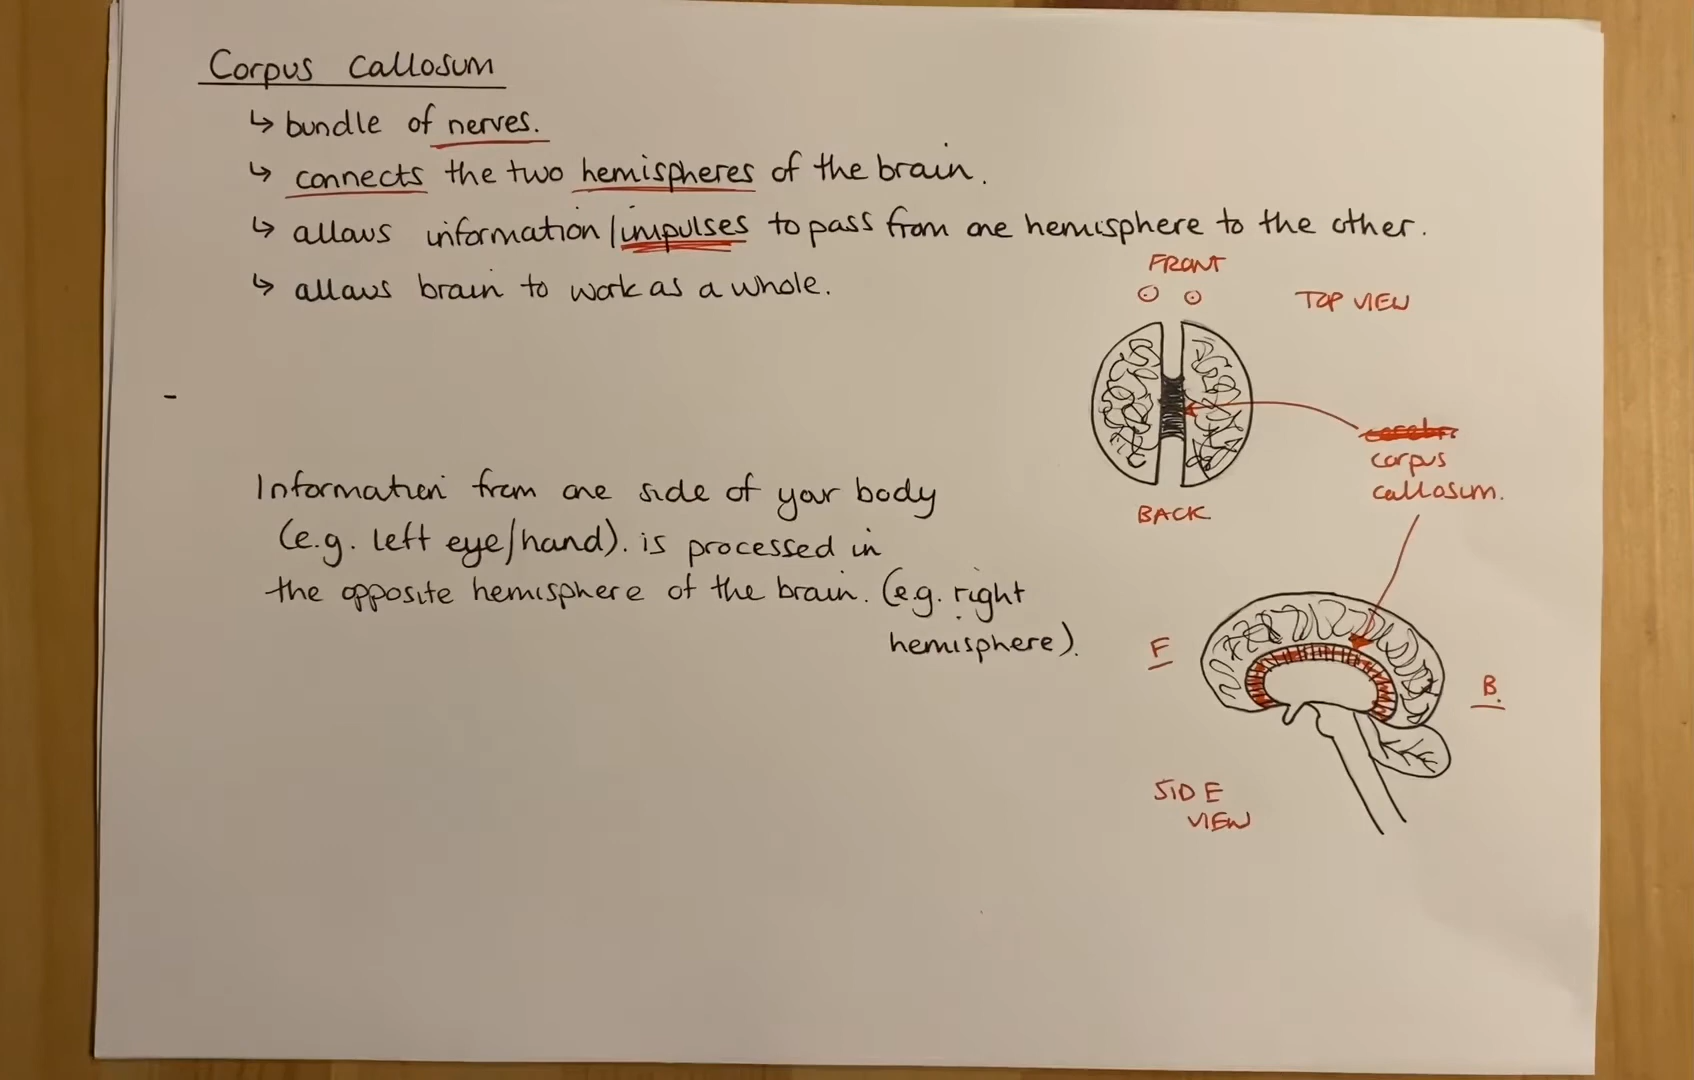 Corpus callosum
↳ bundle of nerves.
↳ connects the two hemispheres of the brain.
↳ allows information/impulses to pass from one hemisphere to the other.
↳ allows brain to work as a whole.
FRONT
TOP VIEW
corpus
callosum.
BACK
-
Information from one side of your body
(e.g. left eye/hand). is processed in
the opposite hemisphere of the brain. (e.g. right
hemisphere).
F
B.
SIDE
VIEW